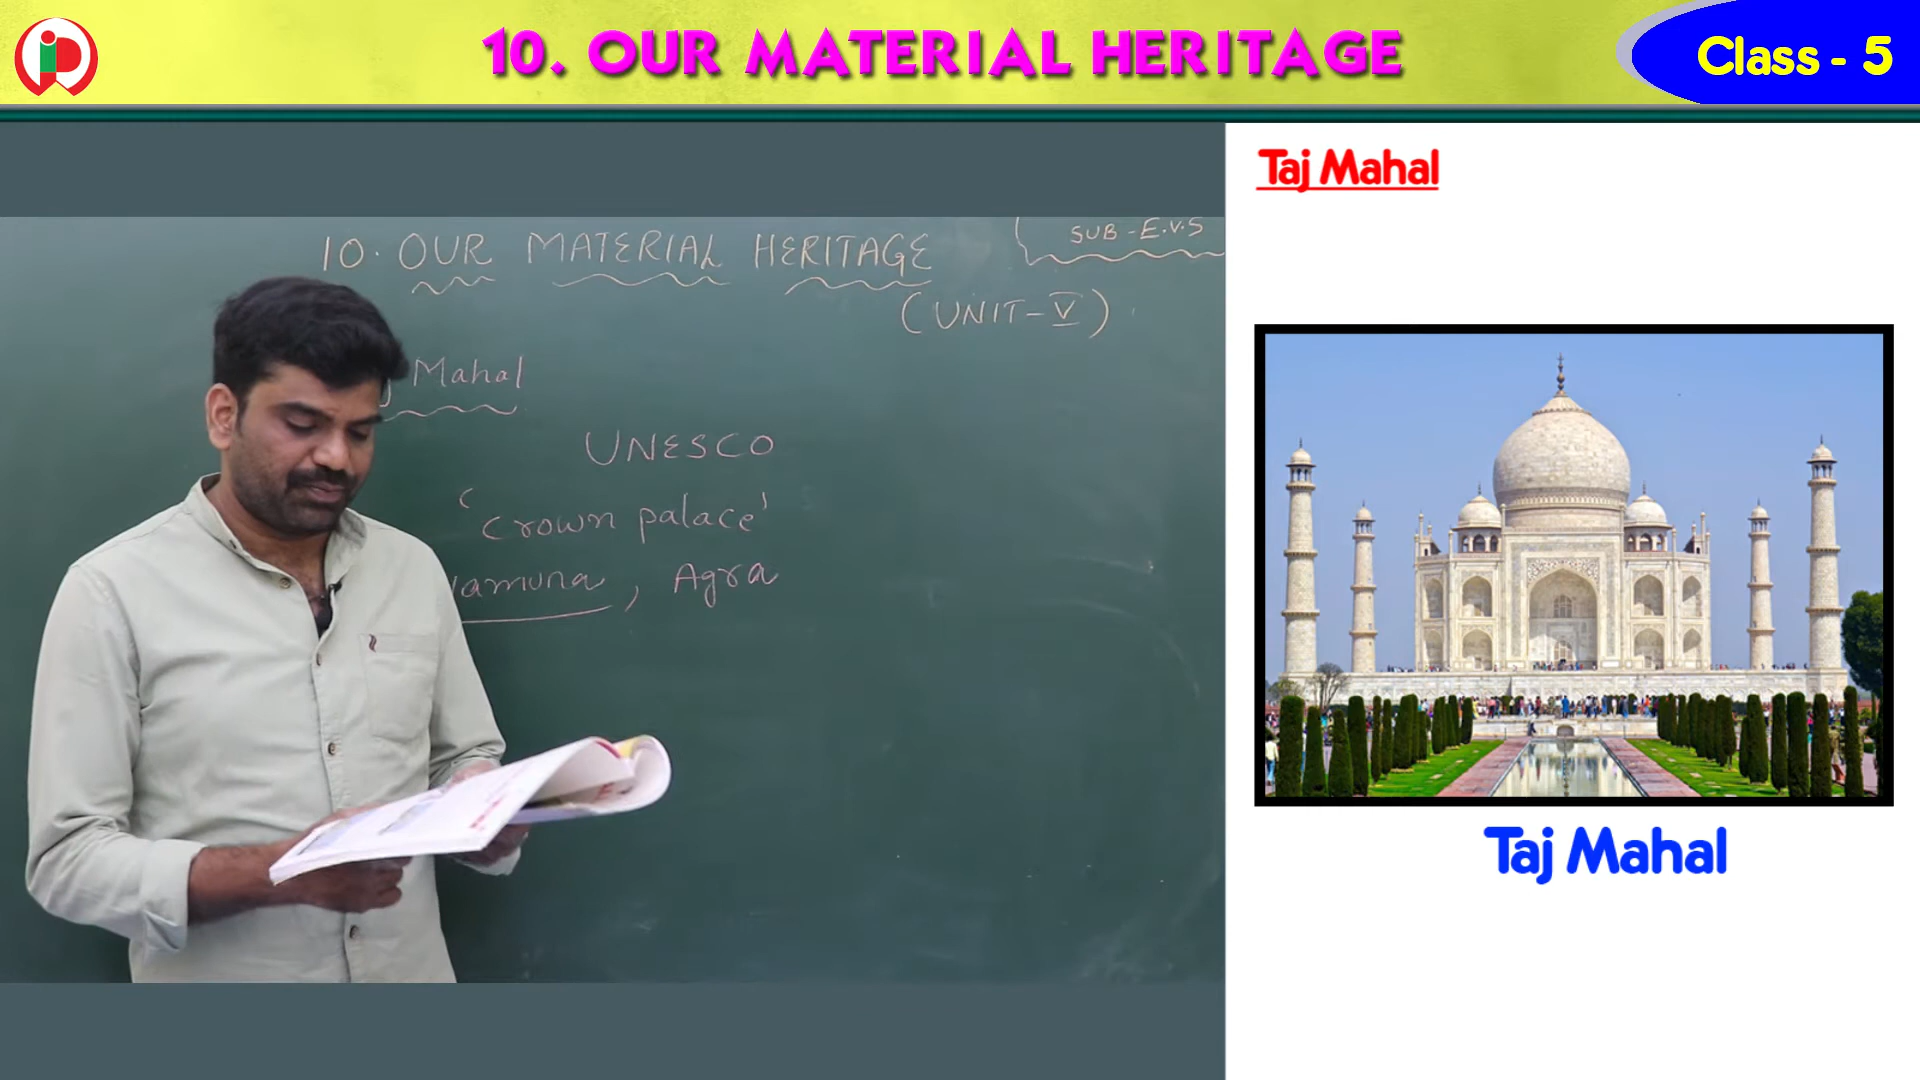 10. OUR MATERIAL HERITAGE
Class - 5
10. OUR MATERIAL HERITAGE
SUB - E.V.S
(UNIT - V)
Mahal
UNESCO
'Crown palace'
amuna, Agra
Taj Mahal
Taj Mahal